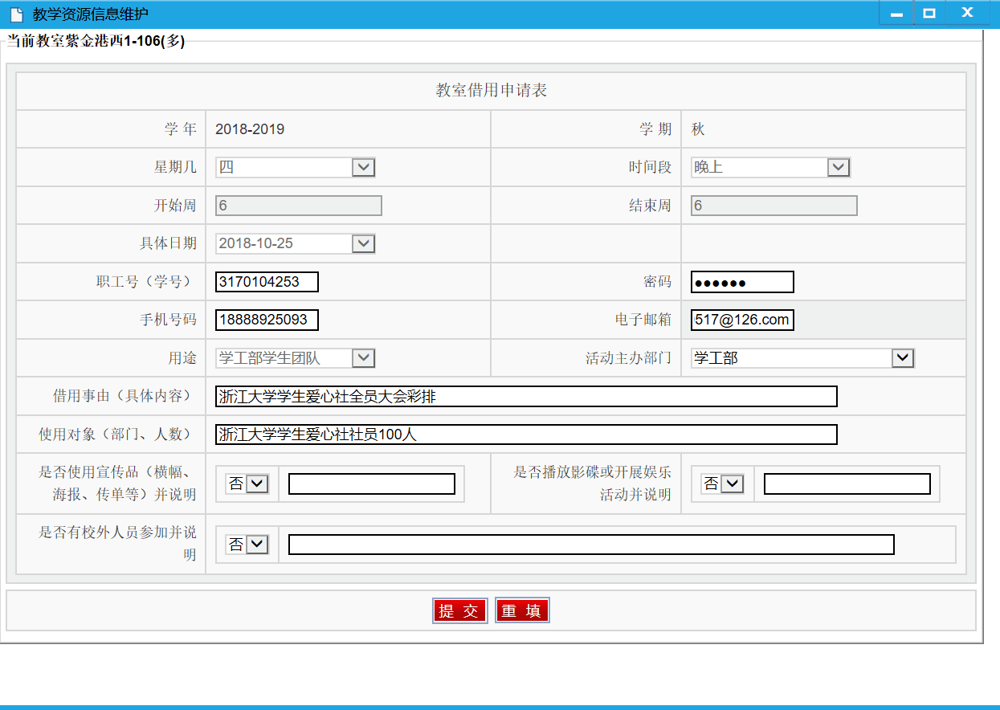 教学资源信息维护
当前教室紫金港西1-106(多)
教室借用申请表
学 年 2018-2019 学 期 秋
星期几 四 时间段 晚上
开始周 6 结束周 6
具体日期 2018-10-25
职工号（学号） 3170104253 密码 ●●●●●●
手机号码 18888925093 电子邮箱 517@126.com
用途 学工部学生团队 活动主办部门 学工部
借用事由（具体内容） 浙江大学学生爱心社全员大会彩排
使用对象（部门、人数） 浙江大学学生爱心社社员100人
是否使用宣传品（横幅、
海报、传单等）并说明 否
是否播放影碟或开展娱乐
活动并说明 否
是否有校外人员参加并说
明 否
提 交 重 填